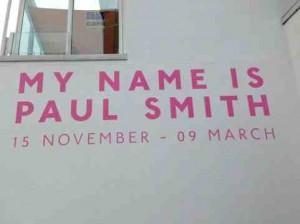 MY NAME IS
PAUL SMITH
15 NOVEMBER – 09 MARCH